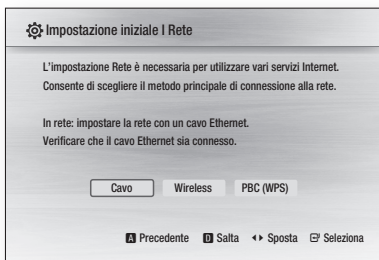 Impostazione iniziale I Rete
L'impostazione Rete è necessaria per utilizzare vari servizi Internet.
Consente di scegliere il metodo principale di connessione alla rete.
In rete: impostare la rete con un cavo Ethernet.
Verificare che il cavo Ethernet sia connesso.
Cavo Wireless PBC (WPS)
A Precedente D Salta Sposta Seleziona